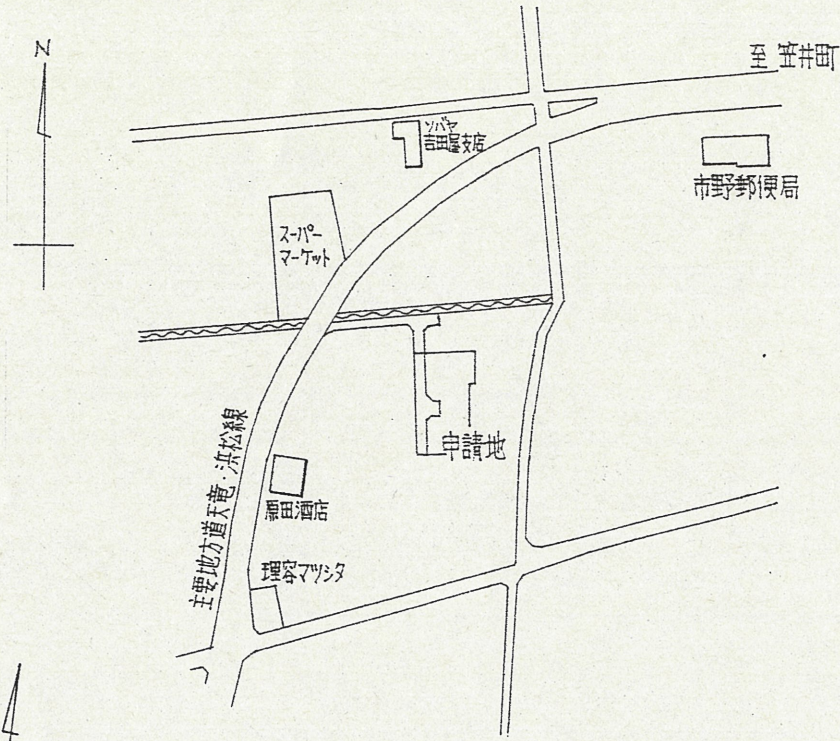 N
至 笠井町
ソバヤ
吉田屋支店
市野郵便局
スーパー
マーケット
申請地
主要地方道天竜・浜松線
原田酒店
理容マツシタ